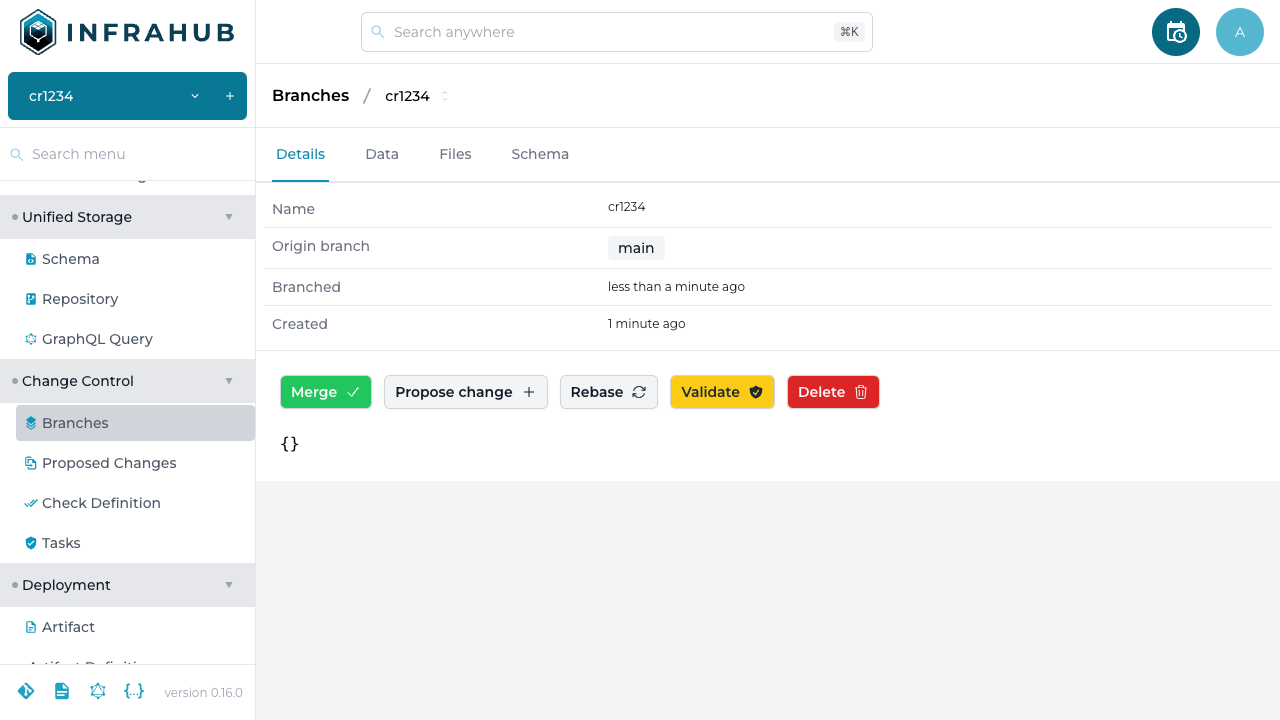 INFRAHUB
Search anywhere
⌘K
A
cr1234
+
Search menu
Unified Storage
Schema
Repository
GraphQL Query
Change Control
Branches
Proposed Changes
Check Definition
Tasks
Deployment
Artifact
Artifact Definiti
version 0.16.0
Branches / cr1234
Details Data Files Schema
Name cr1234
Origin branch main
Branched less than a minute ago
Created 1 minute ago
Merge Propose change + Rebase Validate Delete
{}